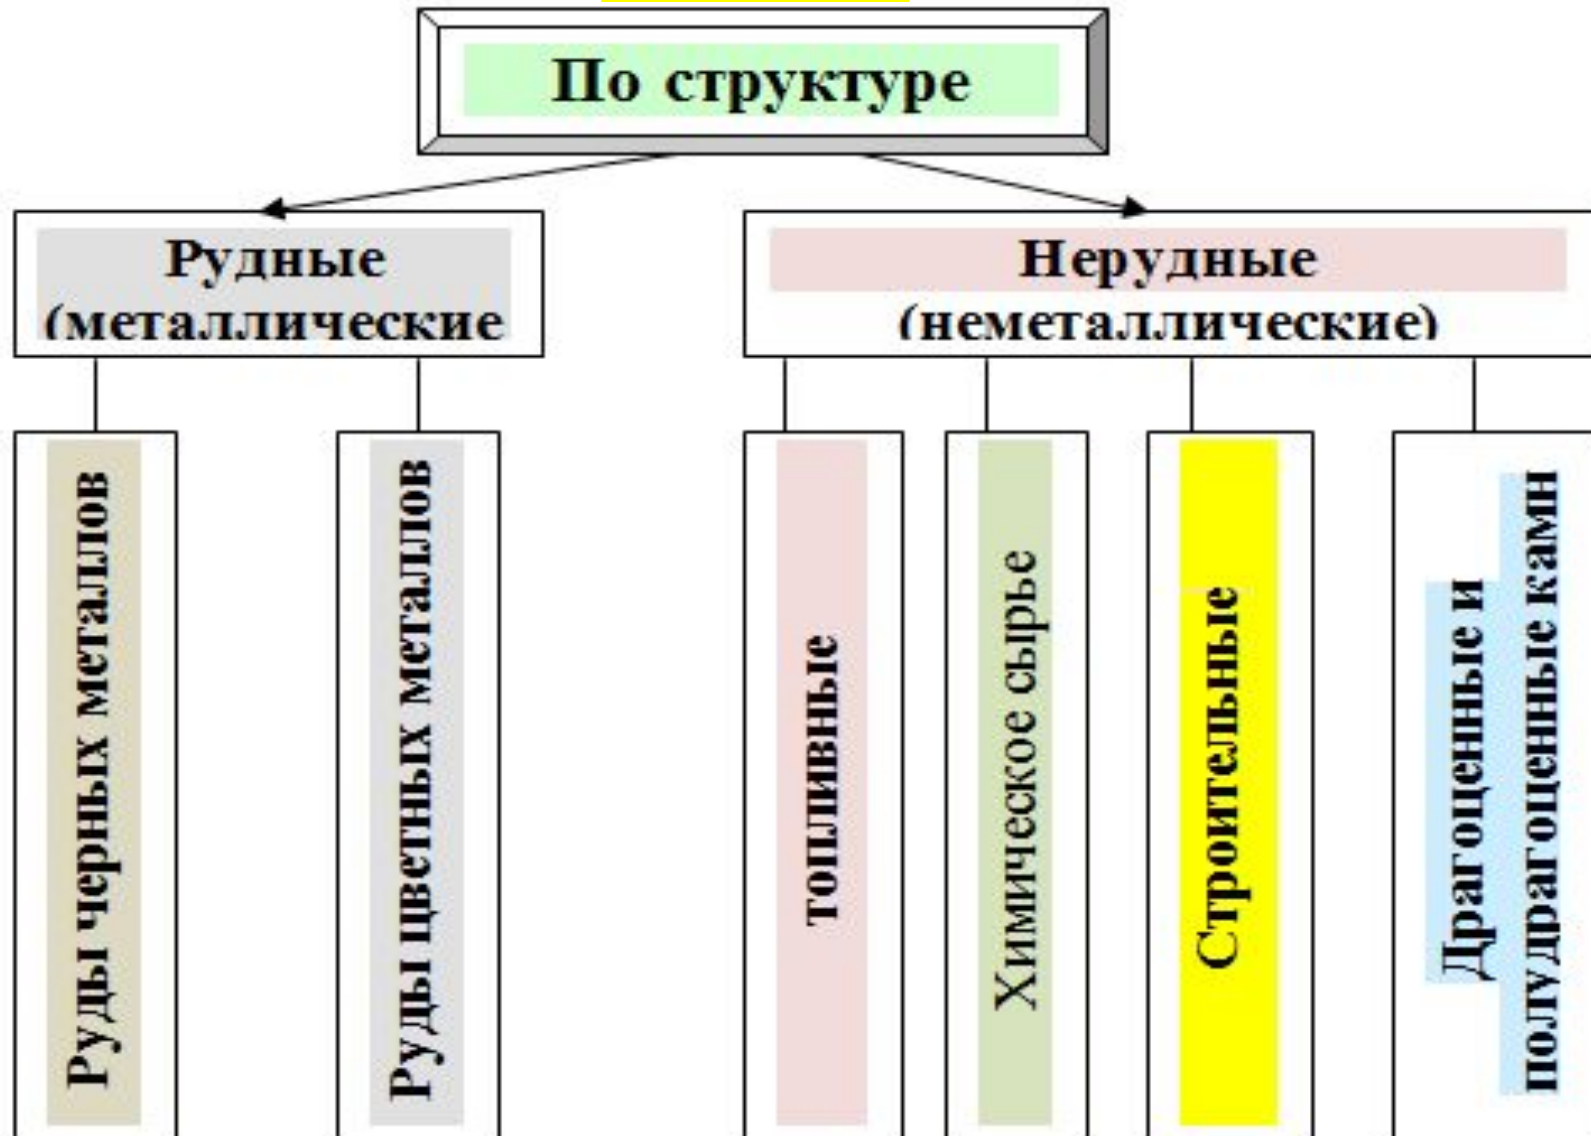 По структуре
Рудные
(металлические
Нерудные
(неметаллические)
Руды черных металлов
Руды цветных металлов
топливные
Химическое сырье
Строительные
Драгоценные и
полудрагоценные камн